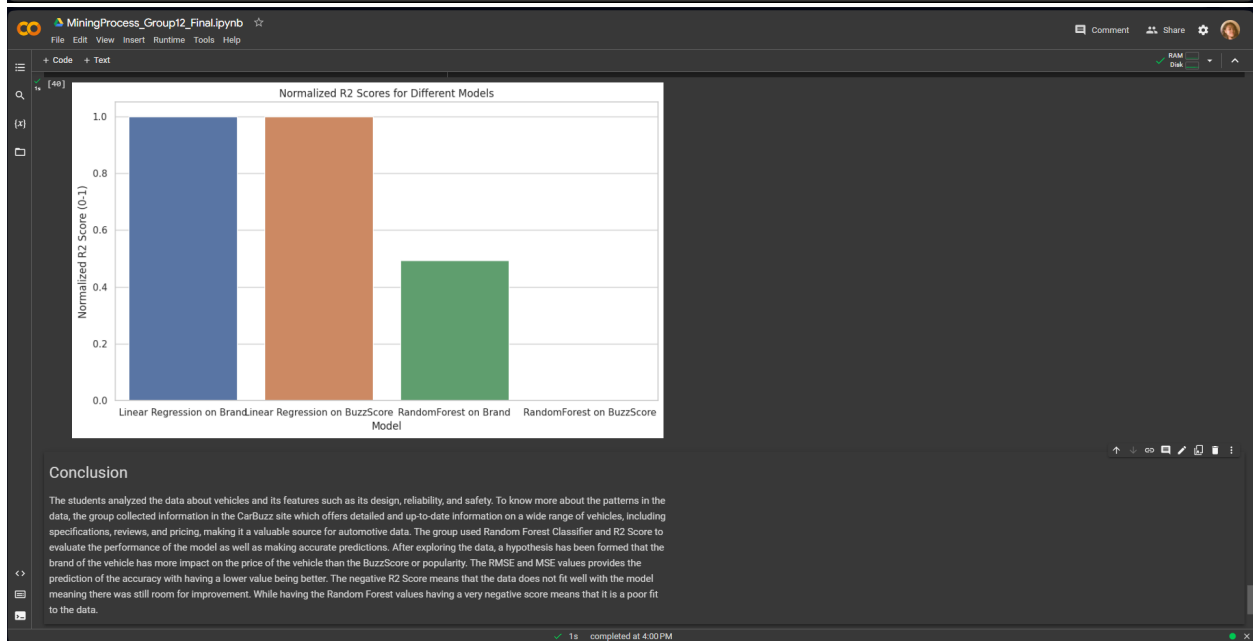 MiningProcess_Group12_Final.ipynb
File Edit View Insert Runtime Tools Help
Comment Share
+ Code + Text
RAM
Disk
1s
[40]
{x}
Normalized R2 Scores for Different Models
1.0
0.8
0.6
0.4
0.2
0.0
Normalized R2 Score (0-1)
Linear Regression on Brand Linear Regression on BuzzScore RandomForest on Brand RandomForest on BuzzScore
Model
Conclusion
The students analyzed the data about vehicles and its features such as its design, reliability, and safety. To know more about the patterns in the
data, the group collected information in the CarBuzz site which offers detailed and up-to-date information on a wide range of vehicles, including
specifications, reviews, and pricing, making it a valuable source for automotive data. The group used Random Forest Classifier and R2 Score to
evaluate the performance of the model as well as making accurate predictions. After exploring the data, a hypothesis has been formed that the
brand of the vehicle has more impact on the price of the vehicle than the BuzzScore or popularity. The RMSE and MSE values provides the
prediction of the accuracy with having a lower value being better. The negative R2 Score means that the data does not fit well with the model
meaning there was still room for improvement. While having the Random Forest values having a very negative score means that it is a poor fit
to the data.
1s completed at 4:00 PM